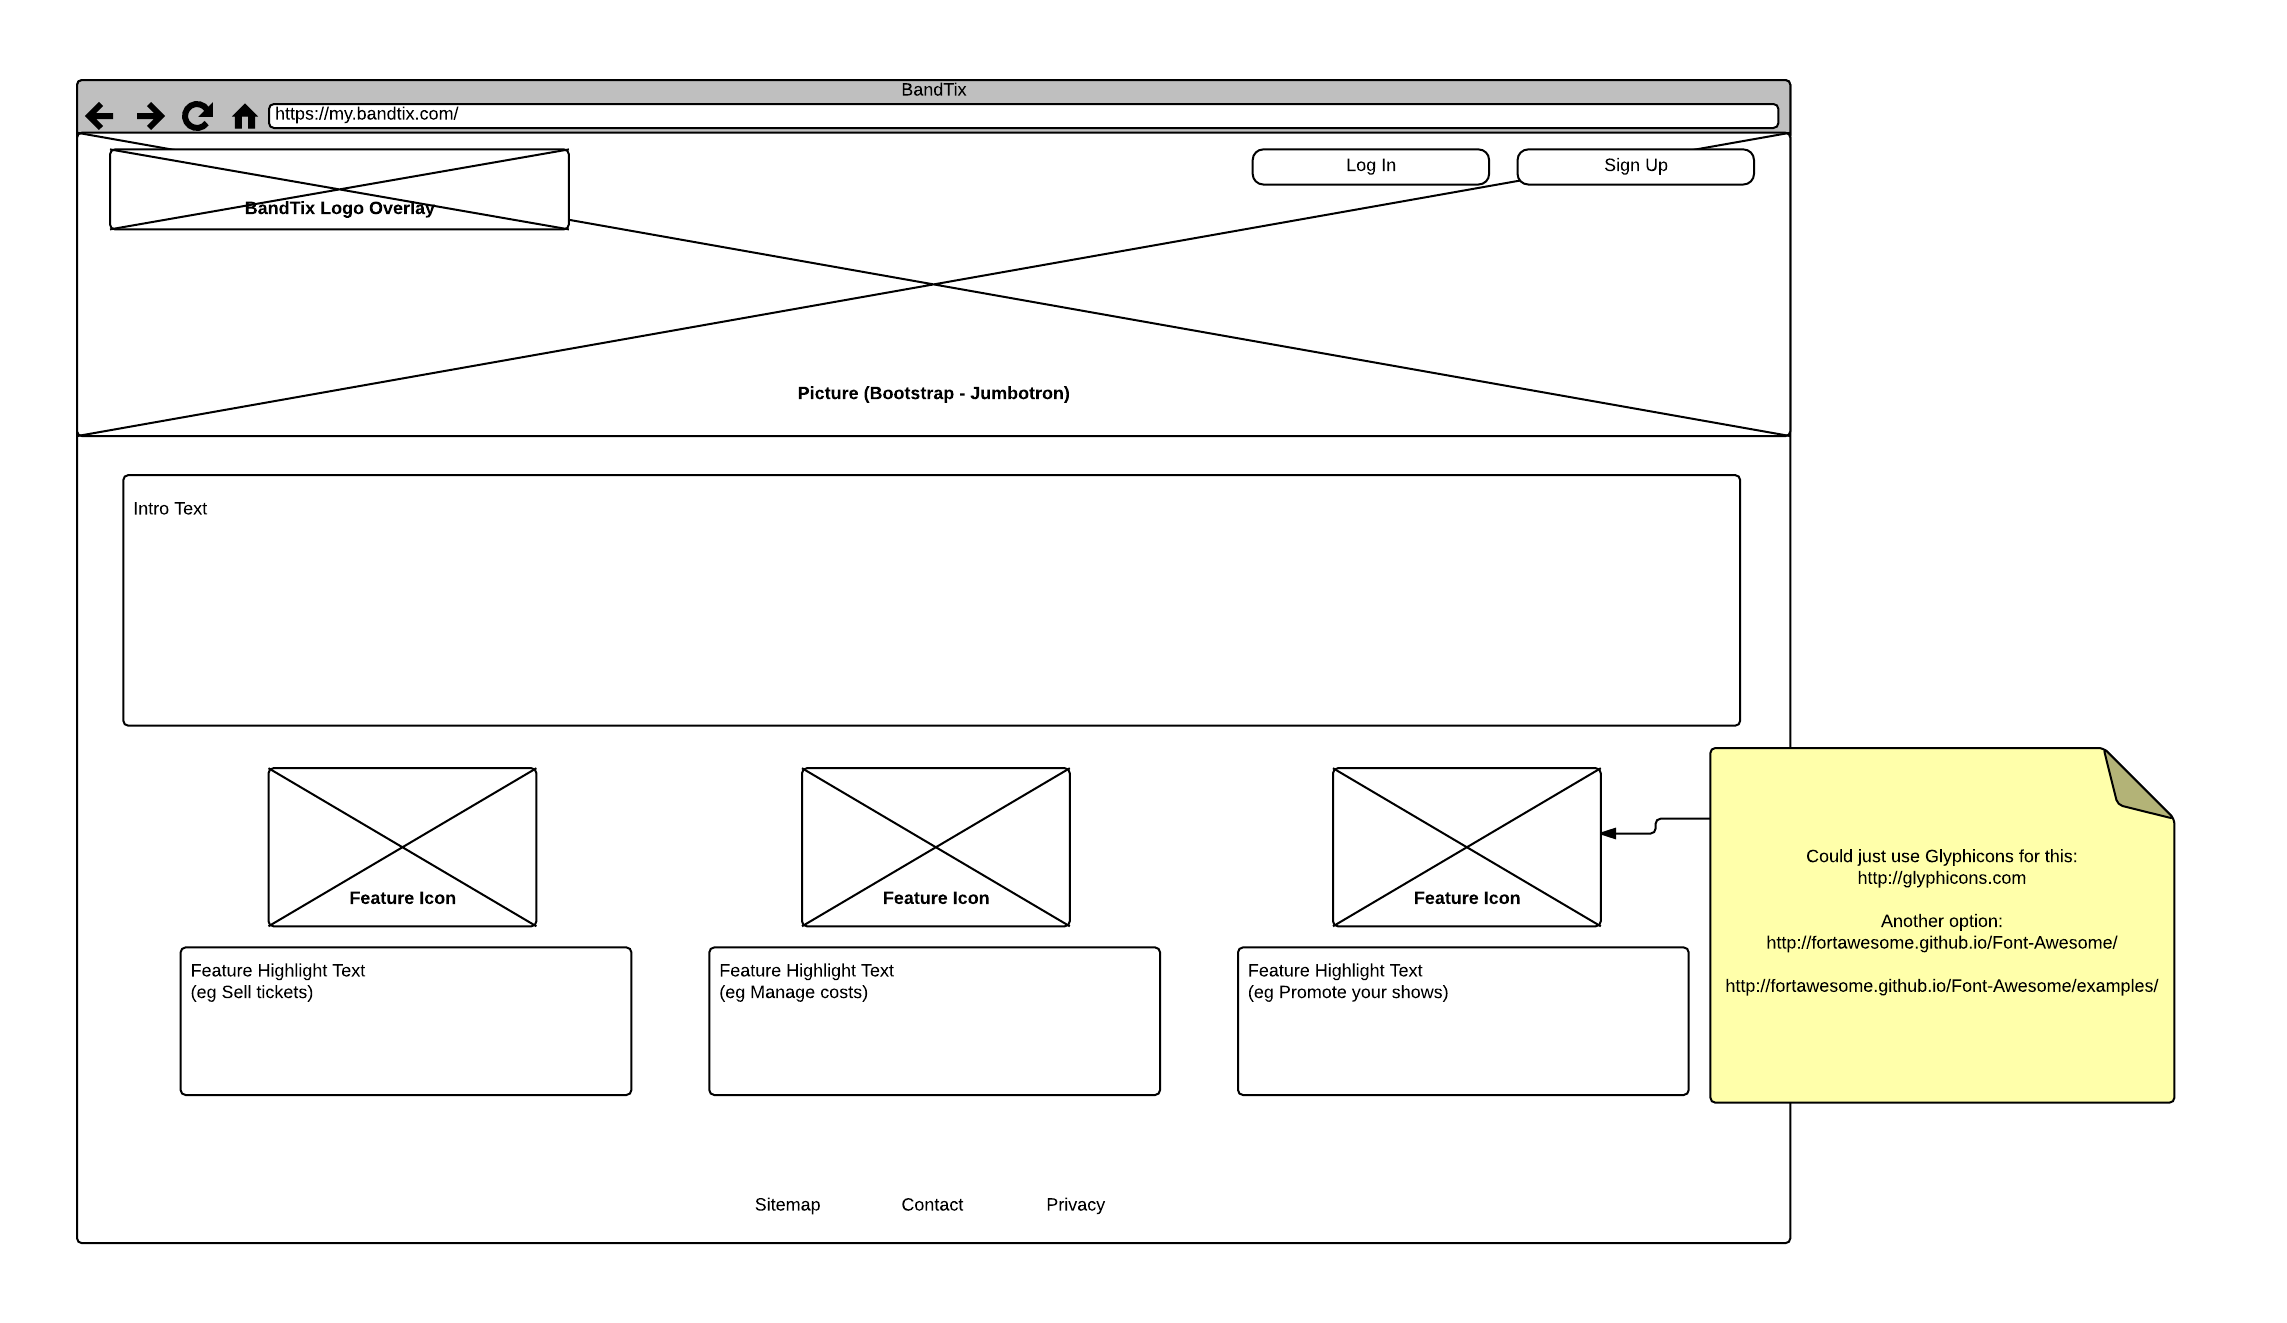 BandTix
https://my.bandtix.com/
Log In
Sign Up
BandTix Logo Overlay
Picture (Bootstrap - Jumbotron)
Intro Text
Feature Icon
Feature Icon
Feature Icon
Feature Highlight Text
(eg Sell tickets)
Feature Highlight Text
(eg Manage costs)
Feature Highlight Text
(eg Promote your shows)
Could just use Glyphicons for this:
http://glyphicons.com
Another option:
http://fortawesome.github.io/Font-Awesome/
http://fortawesome.github.io/Font-Awesome/examples/
Sitemap
Contact
Privacy